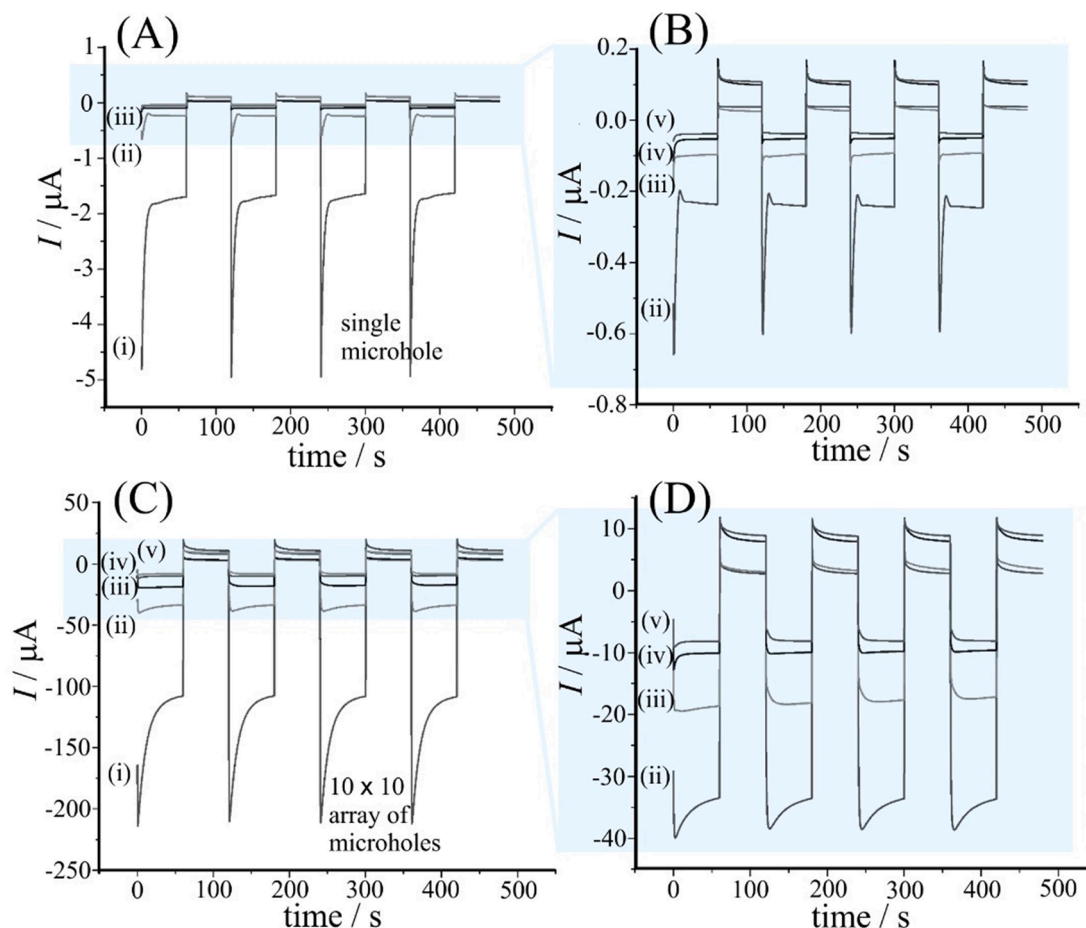 (A)
1
0
-1
-2
-3
-4
-5
I / µA
(iii)
(ii)
(i)
single
microhole
0 100 200 300 400 500
time / s
(B)
0.2
0.0
-0.2
-0.4
-0.6
-0.8
I / µA
(v)
(iv)
(iii)
(ii)
0 100 200 300 400 500
time / s
(C)
50
0
-50
-100
-150
-200
-250
I / µA
(v)
(iv)
(iii)
(ii)
(i)
10 x 10
array of
microholes
0 100 200 300 400 500
time / s
(D)
10
0
-10
-20
-30
-40
I / µA
(v)
(iv)
(iii)
(ii)
0 100 200 300 400 500
time / s